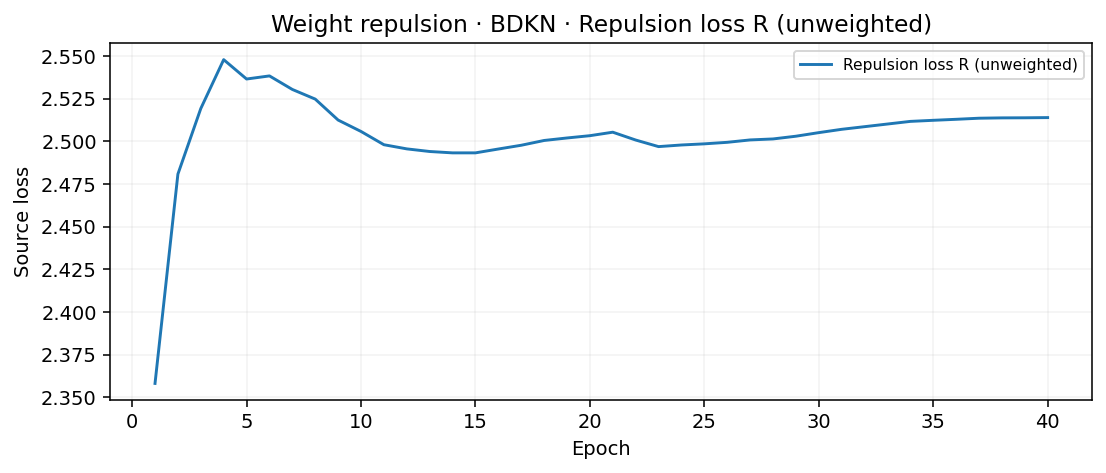 Weight repulsion · BDKN · Repulsion loss R (unweighted)
Repulsion loss R (unweighted)
Source loss
2.550
2.525
2.500
2.475
2.450
2.425
2.400
2.375
2.350
0 5 10 15 20 25 30 35 40
Epoch